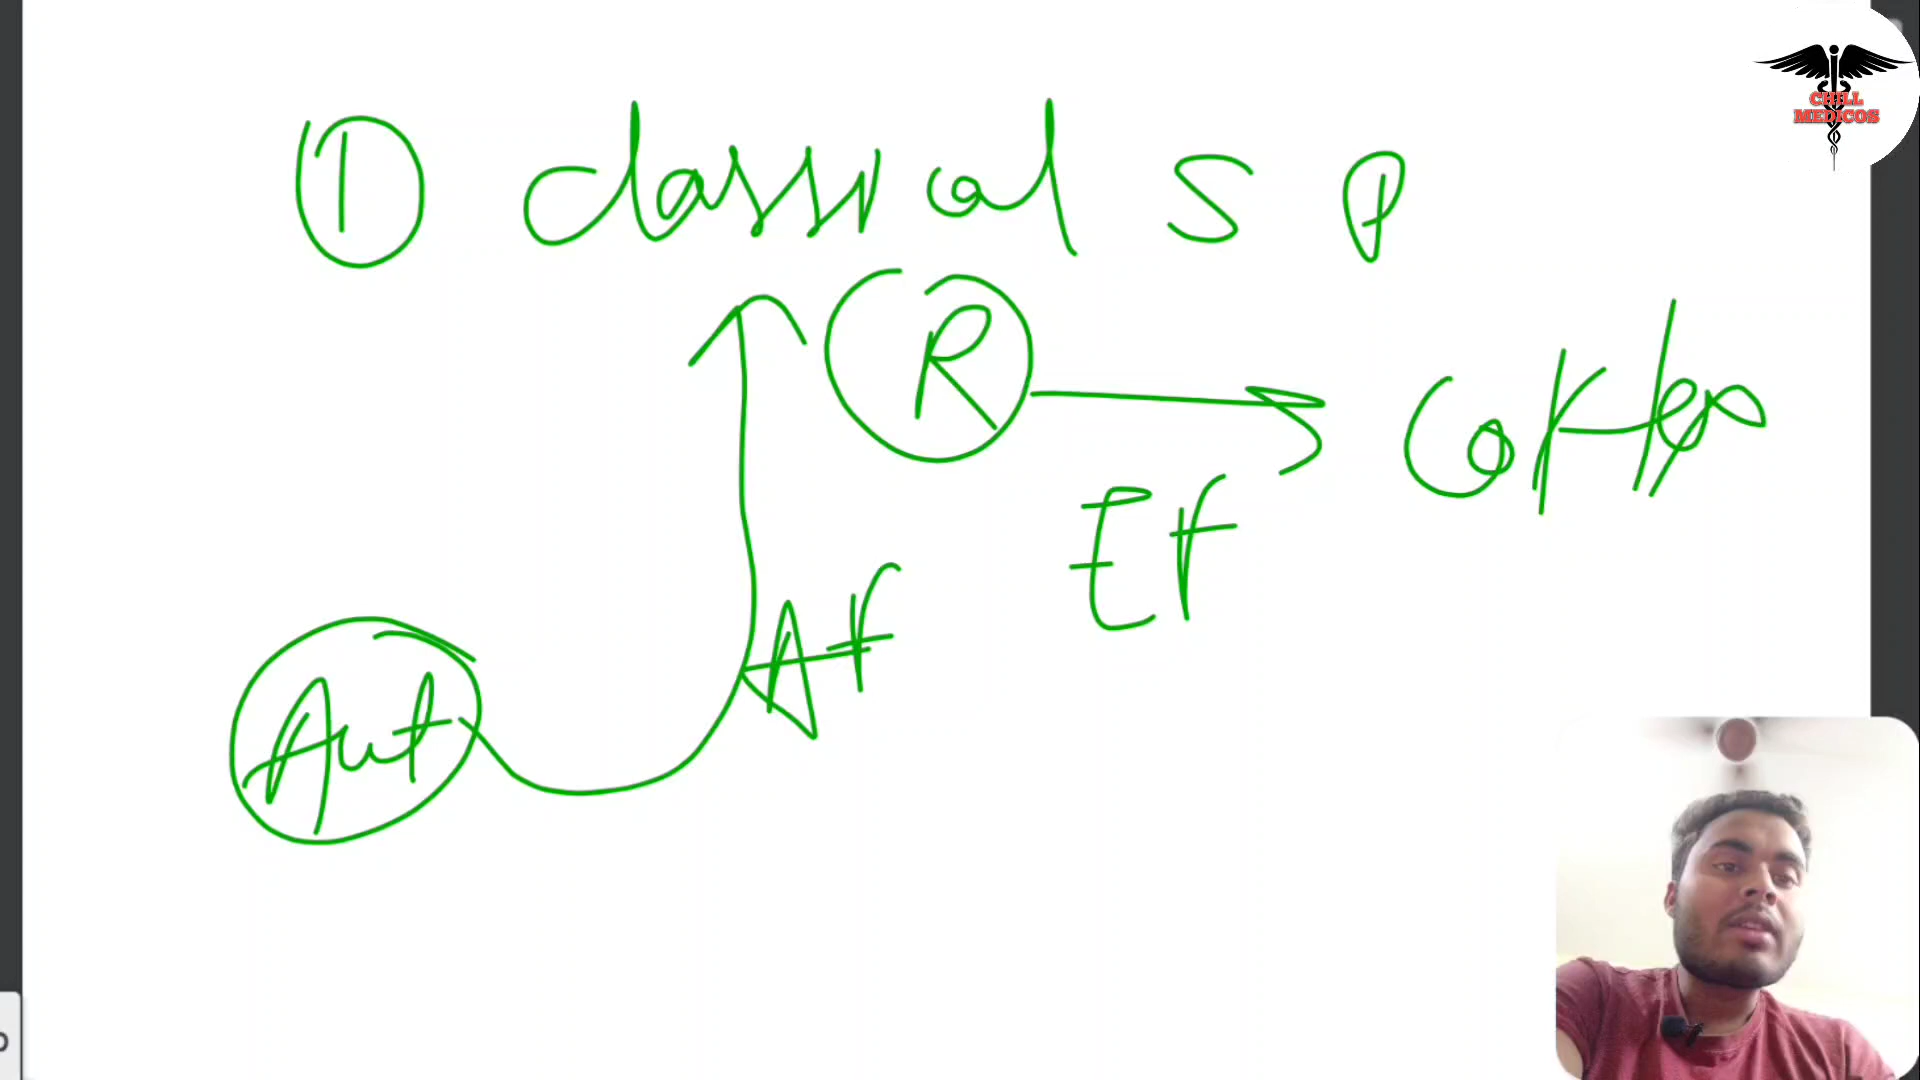 CHILL
MEDICOS
① classical S P
R
EF
AF
Aut